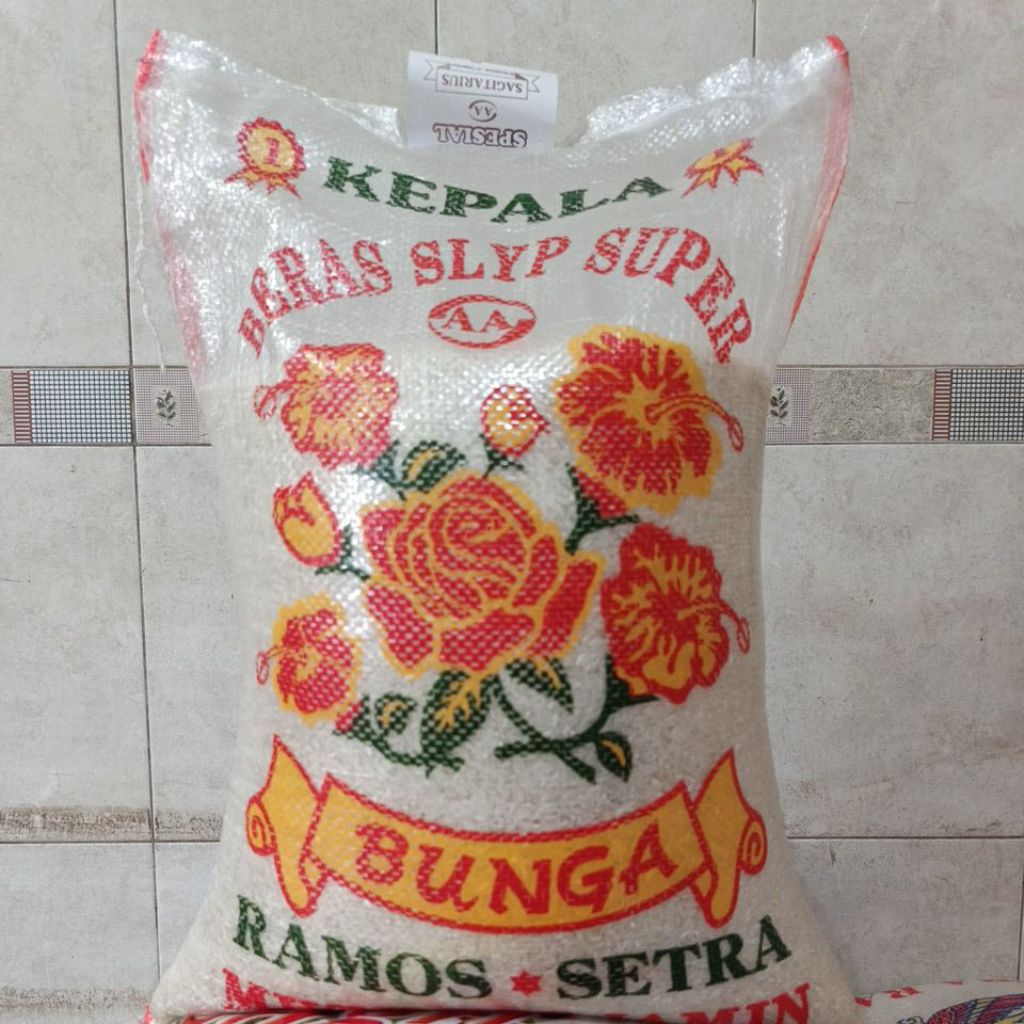 SAGITARIUS
AA
SPESIAL
1
KEPALA
BERAS SLYP SUPER
AA
BUNGA
RAMOS * SETRA